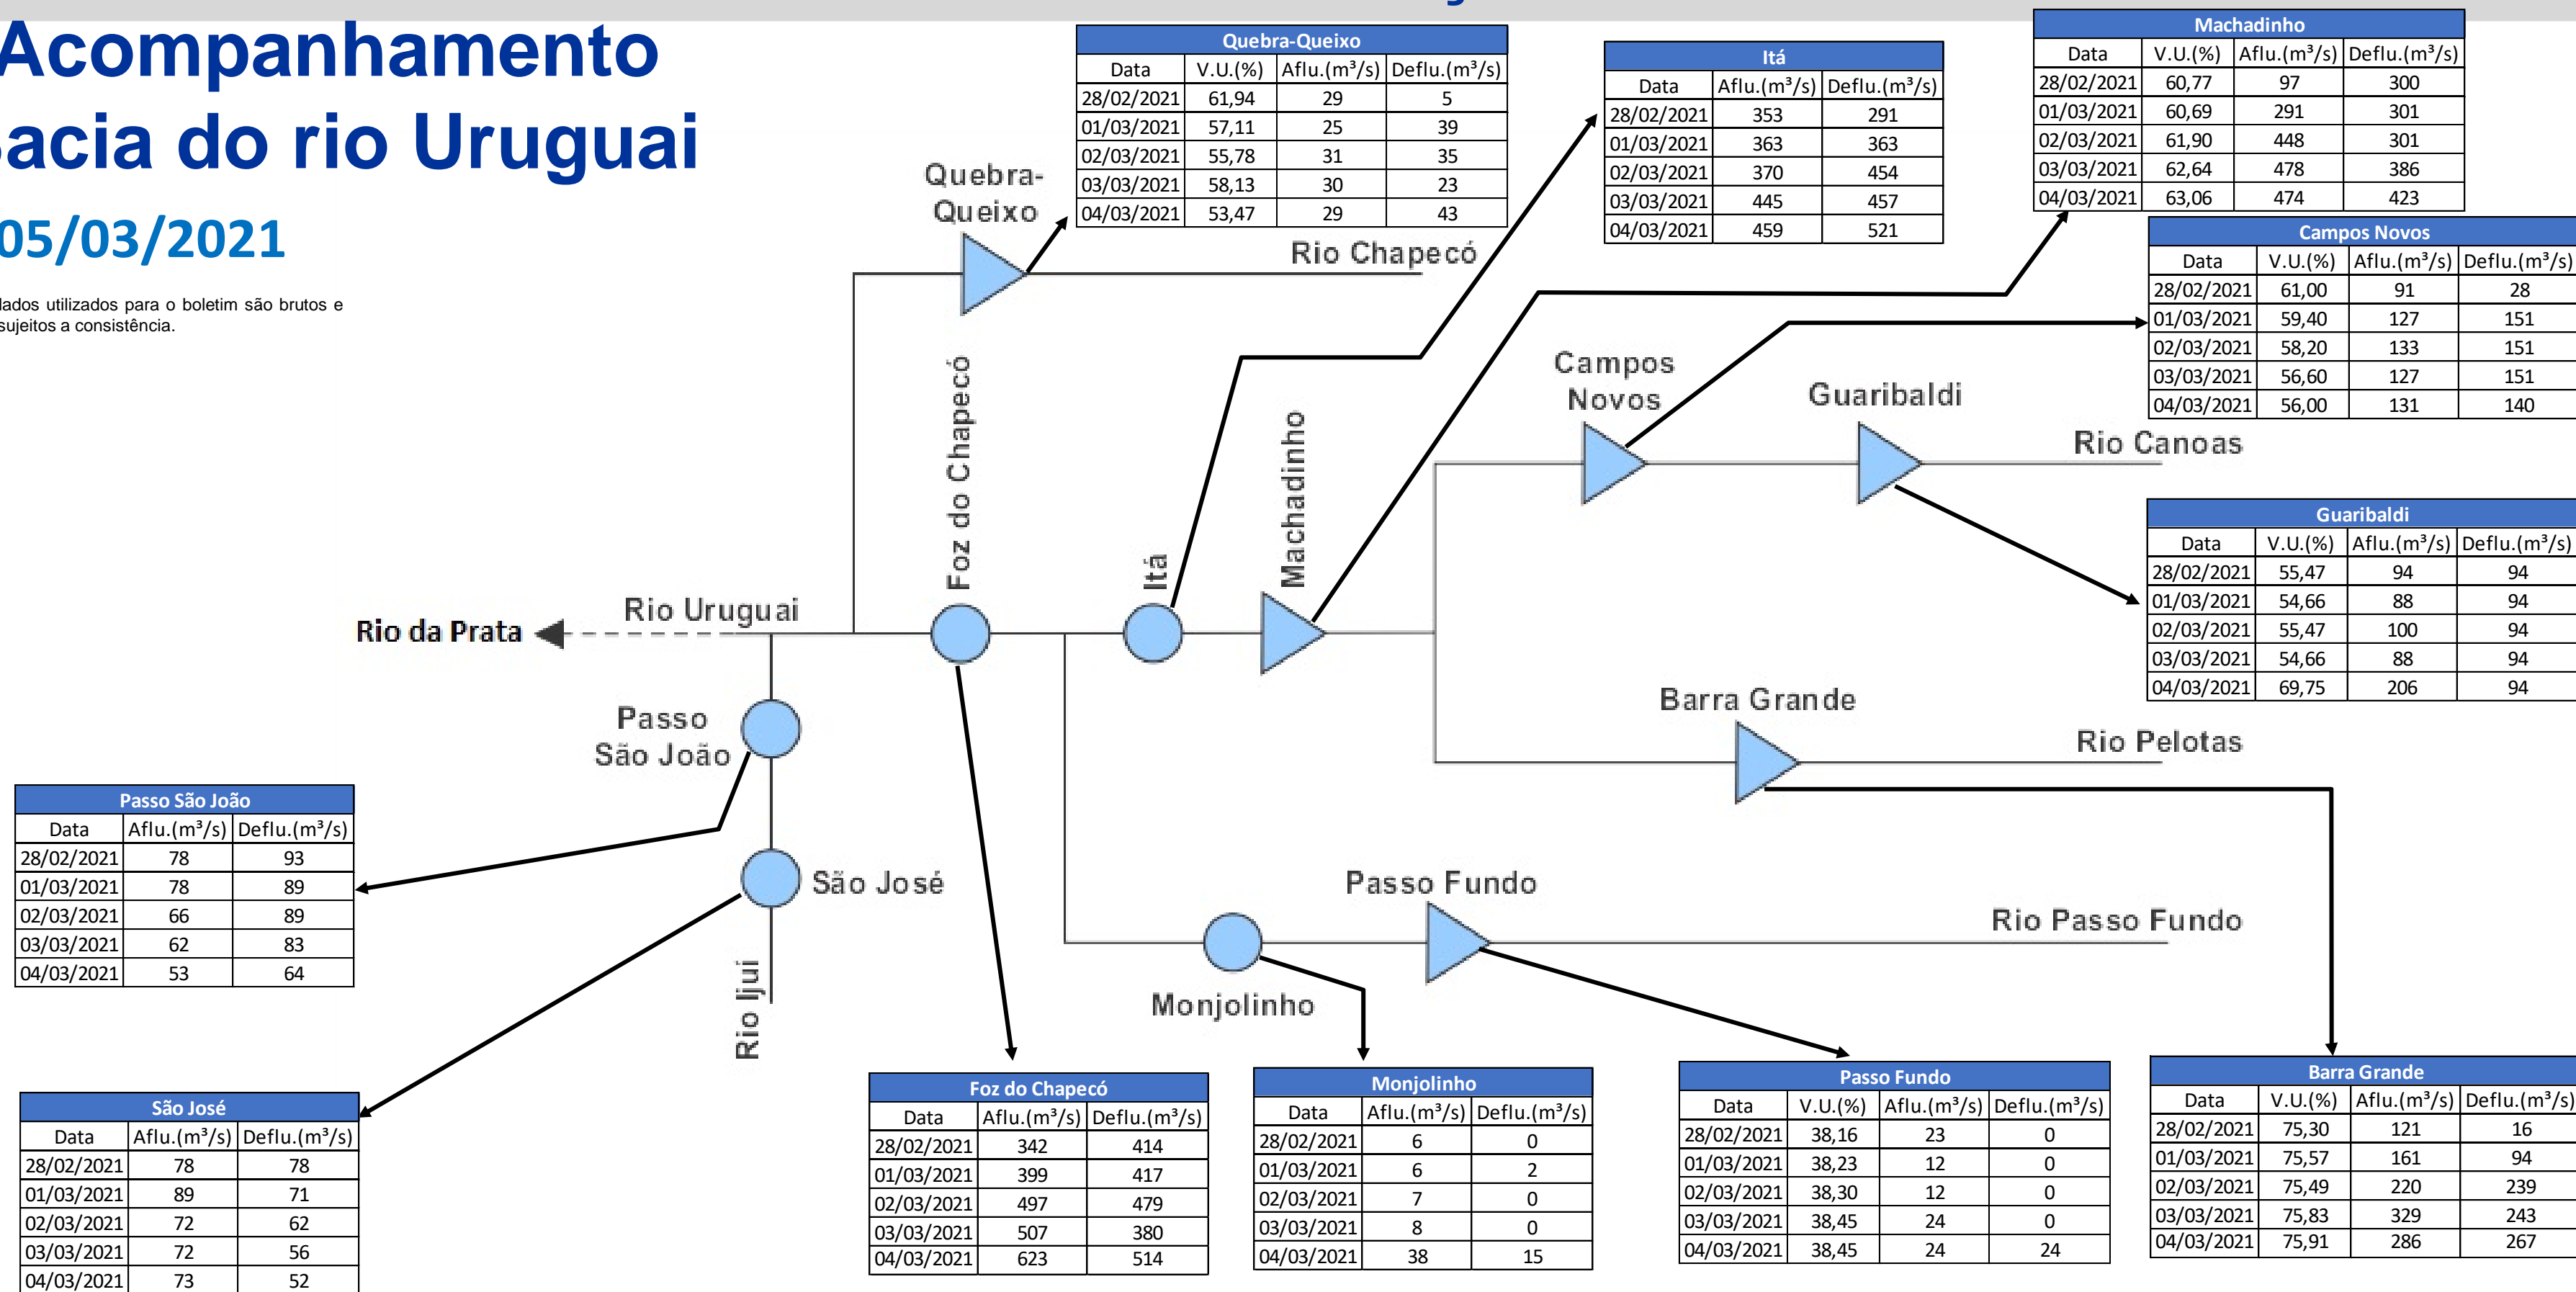 Acompanhamento
acia do rio Uruguai
05/03/2021
dados utilizados para o boletim são brutos e
sujeitos a consistência.
Quebra-Queixo
Data V.U.(%) Aflu.(m³/s) Deflu.(m³/s)
28/02/2021 61,94 29 5
01/03/2021 57,11 25 39
02/03/2021 55,78 31 35
03/03/2021 58,13 30 23
04/03/2021 53,47 29 43
Itá
Data Aflu.(m³/s) Deflu.(m³/s)
28/02/2021 353 291
01/03/2021 363 363
02/03/2021 370 454
03/03/2021 445 457
04/03/2021 459 521
Machadinho
Data V.U.(%) Aflu.(m³/s) Deflu.(m³/s)
28/02/2021 60,77 97 300
01/03/2021 60,69 291 301
02/03/2021 61,90 448 301
03/03/2021 62,64 478 386
04/03/2021 63,06 474 423
Campos Novos
Data V.U.(%) Aflu.(m³/s) Deflu.(m³/s)
28/02/2021 61,00 91 28
01/03/2021 59,40 127 151
02/03/2021 58,20 133 151
03/03/2021 56,60 127 151
04/03/2021 56,00 131 140
Guaribaldi
Data V.U.(%) Aflu.(m³/s) Deflu.(m³/s)
28/02/2021 55,47 94 94
01/03/2021 54,66 88 94
02/03/2021 55,47 100 94
03/03/2021 54,66 88 94
04/03/2021 69,75 206 94
Quebra-
Queixo
Rio Chapecó
Foz do Chapecó
Itá
Machadinho
Campos
Novos
Guaribaldi
Rio Canoas
Rio da Prata
Rio Uruguai
Barra Grande
Rio Pelotas
Passo
São João
São José
Rio Ijuí
Passo Fundo
Rio Passo Fundo
Monjolinho
Passo São João
Data Aflu.(m³/s) Deflu.(m³/s)
28/02/2021 78 93
01/03/2021 78 89
02/03/2021 66 89
03/03/2021 62 83
04/03/2021 53 64
São José
Data Aflu.(m³/s) Deflu.(m³/s)
28/02/2021 78 78
01/03/2021 89 71
02/03/2021 72 62
03/03/2021 72 56
04/03/2021 73 52
Foz do Chapecó
Data Aflu.(m³/s) Deflu.(m³/s)
28/02/2021 342 414
01/03/2021 399 417
02/03/2021 497 479
03/03/2021 507 380
04/03/2021 623 514
Monjolinho
Data Aflu.(m³/s) Deflu.(m³/s)
28/02/2021 6 0
01/03/2021 6 2
02/03/2021 7 0
03/03/2021 8 0
04/03/2021 38 15
Passo Fundo
Data V.U.(%) Aflu.(m³/s) Deflu.(m³/s)
28/02/2021 38,16 23 0
01/03/2021 38,23 12 0
02/03/2021 38,30 12 0
03/03/2021 38,45 24 0
04/03/2021 38,45 24 24
Barra Grande
Data V.U.(%) Aflu.(m³/s) Deflu.(m³/s)
28/02/2021 75,30 121 16
01/03/2021 75,57 161 94
02/03/2021 75,49 220 239
03/03/2021 75,83 329 243
04/03/2021 75,91 286 267